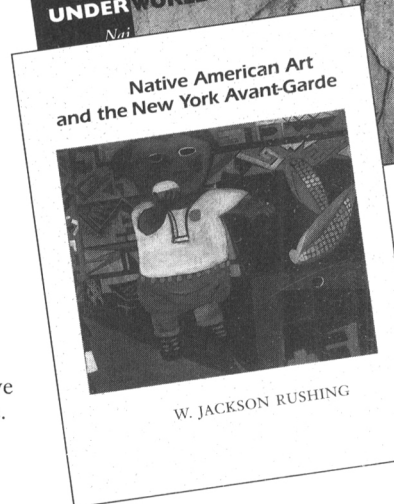 UNDER
Native American Art
and the New York Avant-Garde
W. JACKSON RUSHING